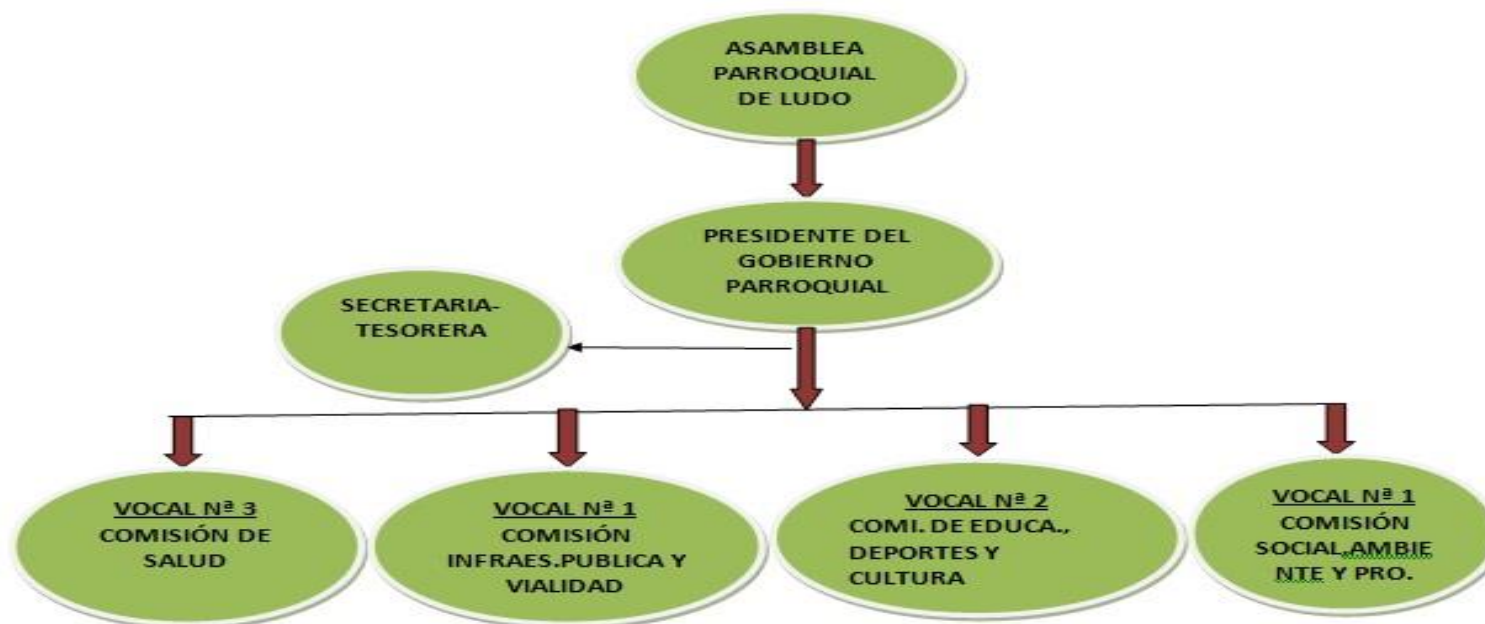 ASAMBLEA
PARROQUIAL
DE LUDO
PRESIDENTE DEL
GOBIERNO
PARROQUIAL
SECRETARIA-
TESORERA
VOCAL Nª 3
COMISIÓN DE
SALUD
VOCAL Nª 1
COMISIÓN
INFRAES.PUBLICA Y
VIALIDAD
VOCAL Nª 2
COMI. DE EDUCA.,
DEPORTES Y
CULTURA
VOCAL Nª 1
COMISIÓN
SOCIAL,AMBIE
NTE Y PRO.